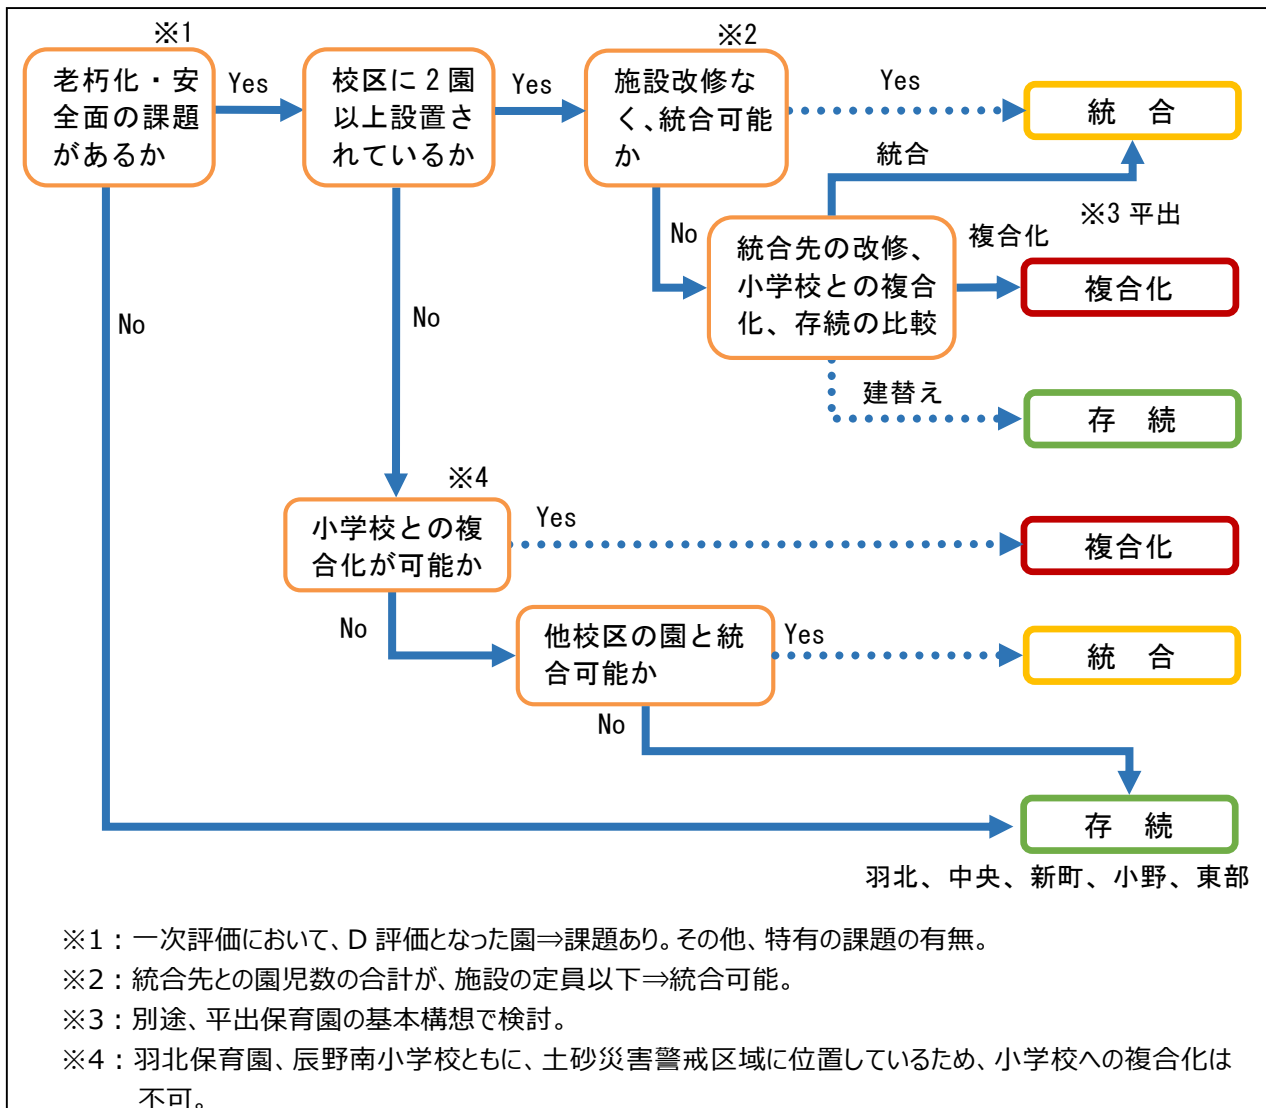 ※1
老朽化・安
全面の課題
があるか
Yes
校区に2園
以上設置さ
れているか
Yes
※2
施設改修な
く、統合可能
か
Yes
統 合
統合
※3 平出
No
統合先の改修、
小学校との複合
化、存続の比較
複合化
複合化
建替え
存 続
No
No
※4
小学校との複
合化が可能か
Yes
複合化
No
他校区の園と統
合可能か
Yes
統 合
No
存 続
羽北、中央、新町、小野、東部
※1：一次評価において、D 評価となった園⇒課題あり。その他、特有の課題の有無。
※2：統合先との園児数の合計が、施設の定員以下⇒統合可能。
※3：別途、平出保育園の基本構想で検討。
※4：羽北保育園、辰野南小学校ともに、土砂災害警戒区域に位置しているため、小学校への複合化は
不可。